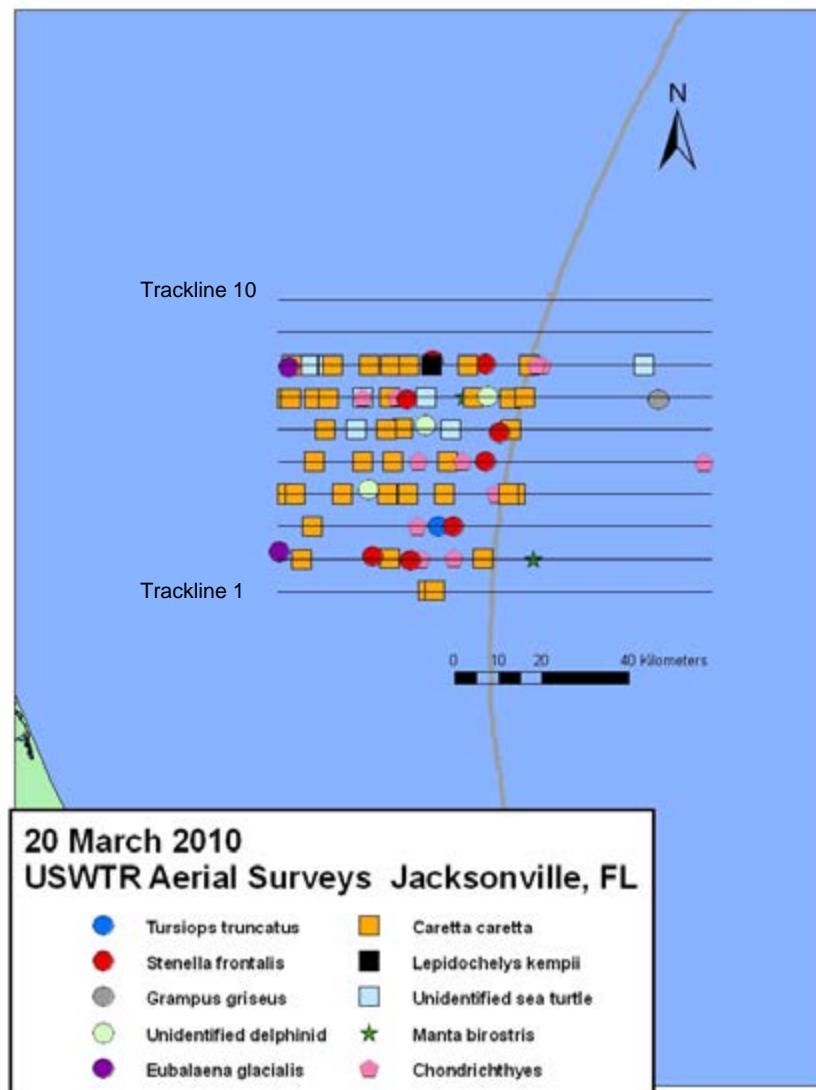 N
Trackline 10
Trackline 1
0 10 20 40 Kilometers
20 March 2010
USWTR Aerial Surveys Jacksonville, FL
Tursiops truncatus
Caretta caretta
Stenella frontalis
Lepidochelys kempii
Grampus griseus
Unidentified sea turtle
Unidentified delphinid
Manta birostris
Eubalaena glacialis
Chondrichthyes